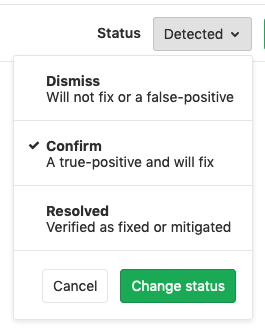 Status Detected
Dismiss
Will not fix or a false-positive
Confirm
A true-positive and will fix
Resolved
Verified as fixed or mitigated
Cancel Change status